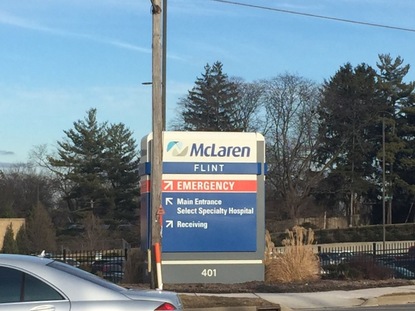 McLaren
FLINT
EMERGENCY
Main Entrance
Select Specialty Hospital
Receiving
401